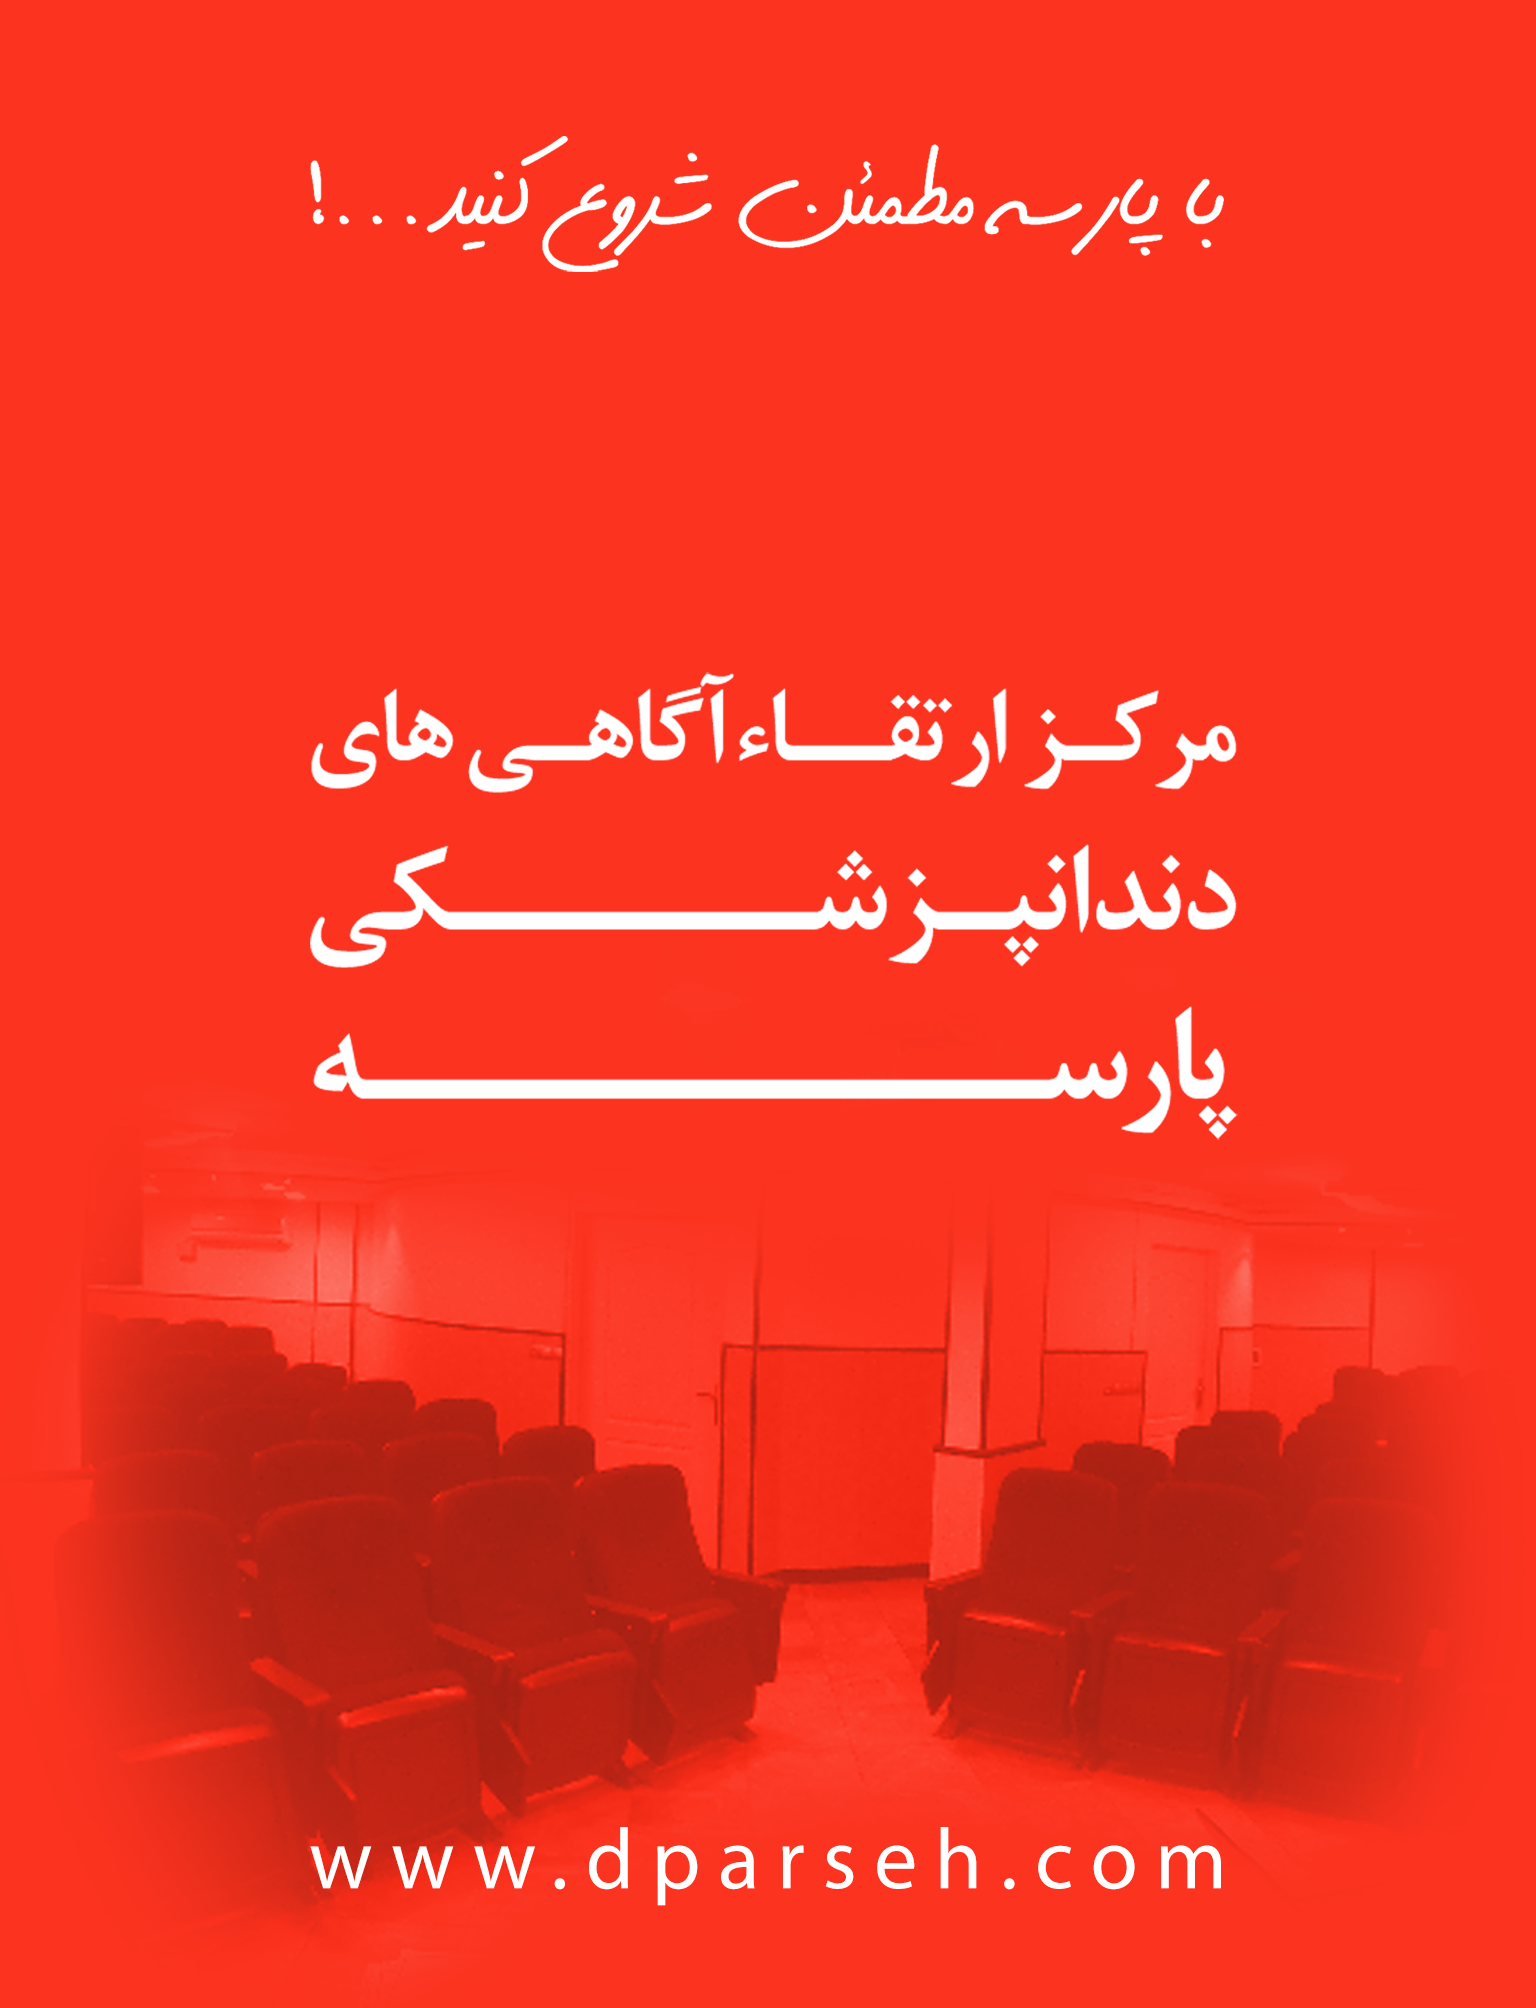 با پارسه مطمئن شروع کنید...!
مرکز ارتقاء آگاهی های
دندانپزشکی
پارسه
www.dparseh.com